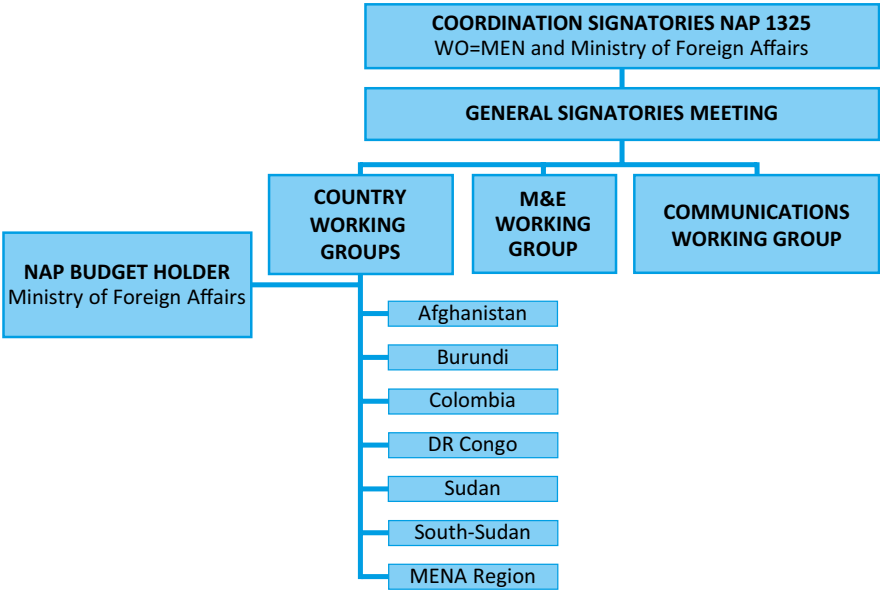 COORDINATION SIGNATORIES NAP 1325
WO=MEN and Ministry of Foreign Affairs
GENERAL SIGNATORIES MEETING
COUNTRY
WORKING
GROUPS
M&E
WORKING
GROUP
COMMUNICATIONS
WORKING GROUP
NAP BUDGET HOLDER
Ministry of Foreign Affairs
Afghanistan
Burundi
Colombia
DR Congo
Sudan
South-Sudan
MENA Region